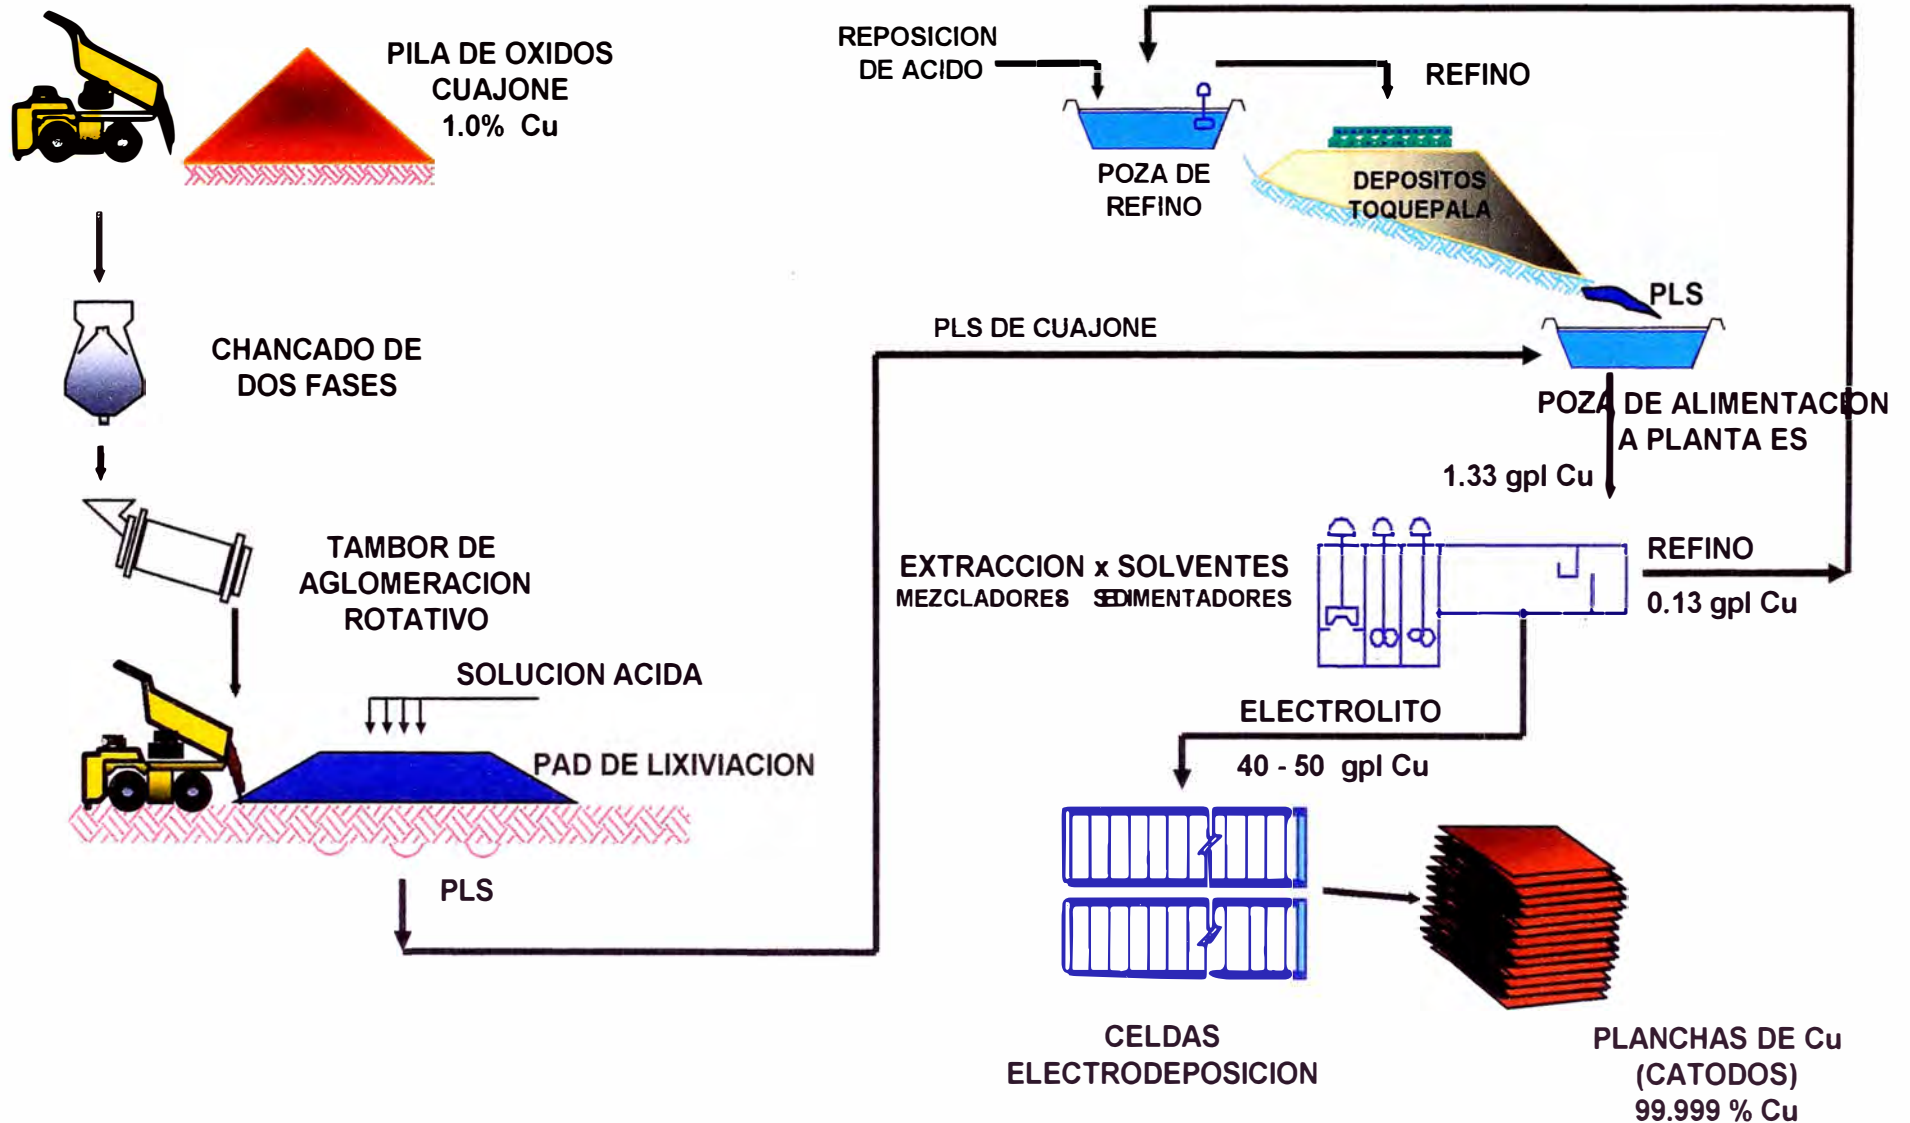 PILA DE OXIDOS
CUAJONE
1.0% Cu
CHANCADO DE
DOS FASES
TAMBOR DE
AGLOMERACION
ROTATIVO
SOLUCION ACIDA
PAD DE LIXIVIACION
PLS
REPOSICION
DE ACIDO
REFINO
POZA DE
REFINO
DEPOSITOS
TOQUEPALA
PLS
PLS DE CUAJONE
POZA DE ALIMENTACION
A PLANTA ES
1.33 gpl Cu
EXTRACCION x SOLVENTES
MEZCLADORES SEDIMENTADORES
REFINO
0.13 gpl Cu
ELECTROLITO
40 - 50 gpl Cu
CELDAS
ELECTRODEPOSICION
PLANCHAS DE Cu
(CATODOS)
99.999 % Cu